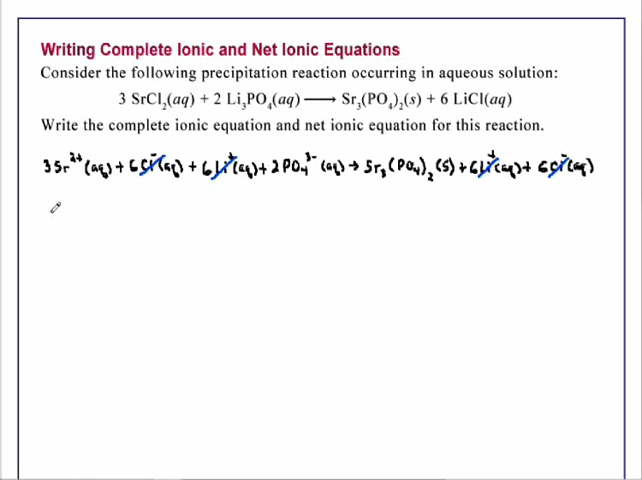 Writing Complete Ionic and Net Ionic Equations
Consider the following precipitation reaction occurring in aqueous solution:
3 SrCl₂(aq) + 2 Li₃PO₄(aq) ⟶ Sr₃(PO₄)₂(s) + 6 LiCl(aq)
Write the complete ionic equation and net ionic equation for this reaction.
3Sr²⁺(aq) + 6Cl⁻(aq) + 6Li⁺(aq) + 2PO₄³⁻(aq) → Sr₃(PO₄)₂(s) + 6Li⁺(aq) + 6Cl⁻(aq)